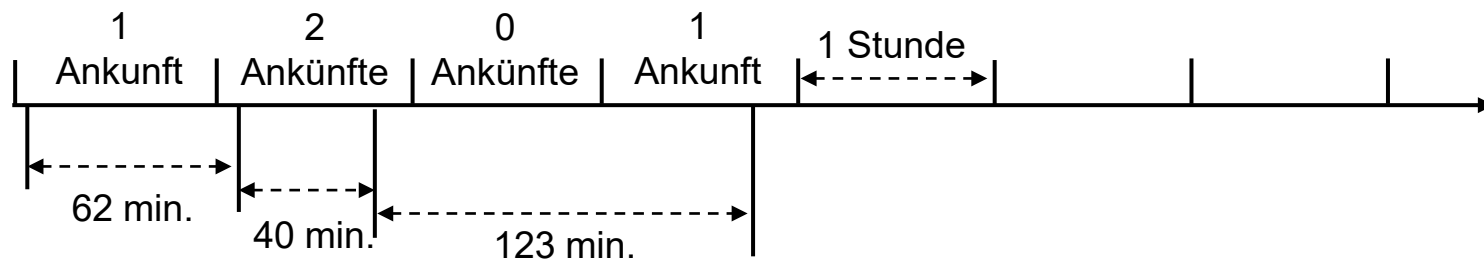 1
Ankunft
2
Ankünfte
0
Ankünfte
1
Ankunft
1 Stunde
62 min.
40 min.
123 min.